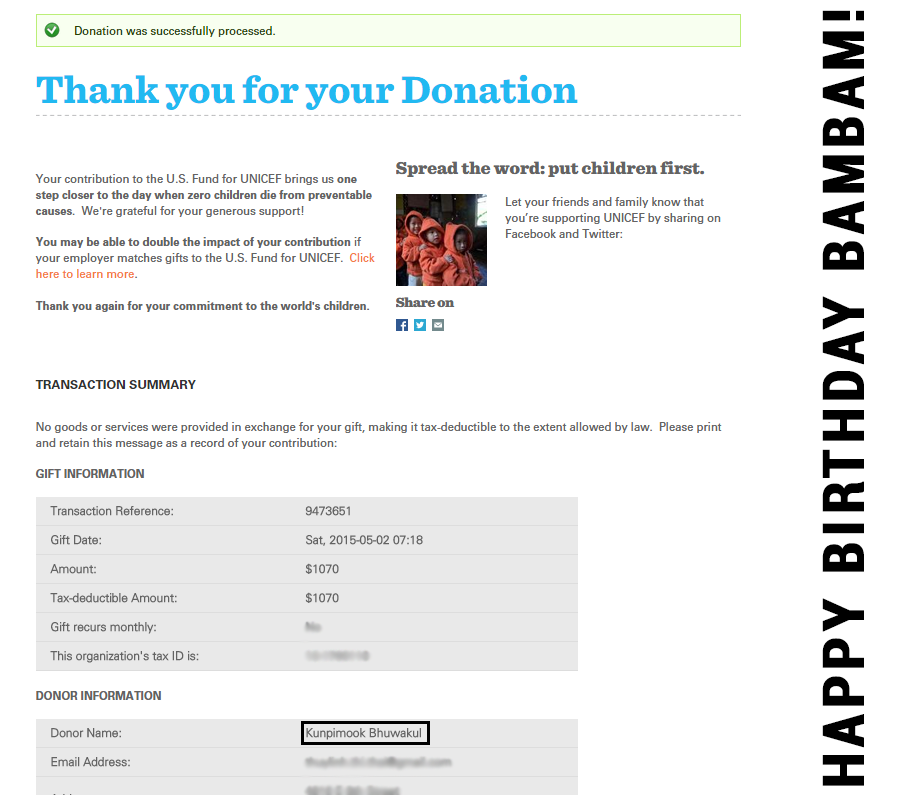 Donation was successfully processed.
Thank you for your Donation
Your contribution to the U.S. Fund for UNICEF brings us one
step closer to the day when zero children die from preventable
causes. We're grateful for your generous support!
You may be able to double the impact of your contribution if
your employer matches gifts to the U.S. Fund for UNICEF. Click
here to learn more.
Thank you again for your commitment to the world's children.
Spread the word: put children first.
Let your friends and family know that
you’re supporting UNICEF by sharing on
Facebook and Twitter:
Share on
TRANSACTION SUMMARY
No goods or services were provided in exchange for your gift, making it tax-deductible to the extent allowed by law. Please print
and retain this message as a record of your contribution:
GIFT INFORMATION
Transaction Reference: 9473651
Gift Date: Sat, 2015-05-02 07:18
Amount: $1070
Tax-deductible Amount: $1070
Gift recurs monthly:
This organization's tax ID is:
DONOR INFORMATION
Donor Name: Kunpimook Bhuwakul
Email Address:
HAPPY BIRTHDAY BAMBAM!